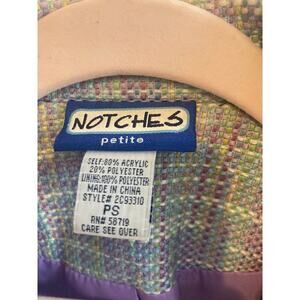 NOTCHES
petite
SELF: 80% ACRYLIC
20% POLYESTER
LINING: 100% POLYESTER
MADE IN CHINA
STYLE# 2C93310
PS
RN# 58719
CARE SEE OVER